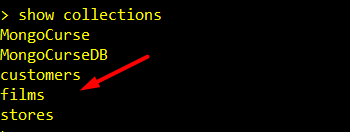 > show collections
MongoCurse
MongoCurseDB
customers
films
stores